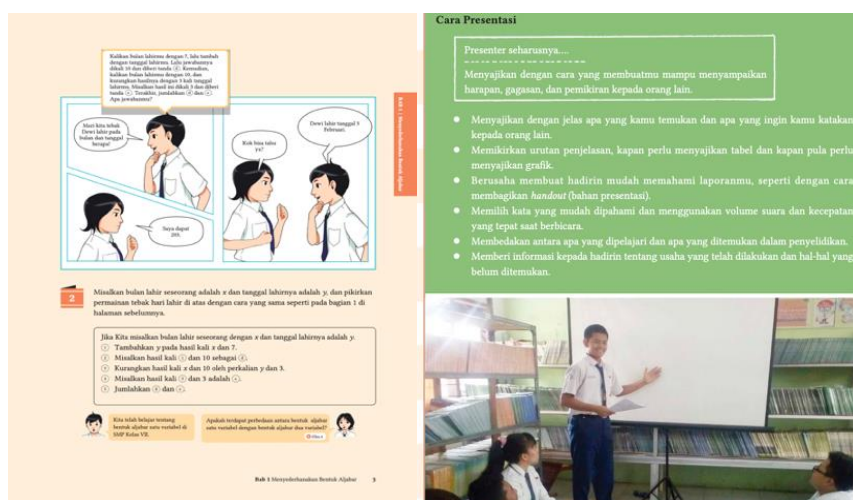 Kalikan bulan lahirmu dengan 7, lalu tambah
dengan tanggal lahirmu. Lalu jawabannya
dikali 10 dan diberi tanda ⓓ. Kemudian,
kalikan bulan lahirmu dengan 10, dan
kurangkan hasilnya dengan 3 kali tanggal
lahirmu. Misalkan hasil ini dikali 3 dan diberi
tanda ⓔ. Terakhir, jumlahkan ⓓ dan ⓔ.
Apa jawabanmu?
Mari kita tebak
Dewi lahir pada
bulan dan tanggal
berapa!
Saya dapat
205.
Kok bisa tahu
ya?
Dewi lahir tanggal 5
Februari.
BAB 1 | Menyederhanakan Bentuk Aljabar
2
Misalkan bulan lahir seseorang adalah x dan tanggal lahirnya adalah y, dan pikirkan
permainan tebak hari lahir di atas dengan cara yang sama seperti pada bagian 1 di
halaman sebelumnya.
Jika Kita misalkan bulan lahir seseorang dengan x dan tanggal lahirnya adalah y.
① Tambahkan y pada hasil kali x dan 7.
② Misalkan hasil kali ① dan 10 sebagai ⓓ.
③ Kurangkan hasil kali x dan 10 oleh perkalian y dan 3.
④ Misalkan hasil kali ③ dan 3 adalah ⓔ.
⑤ Jumlahkan ⓓ dan ⓔ.
Kita telah belajar tentang
bentuk aljabar satu variabel di
SMP Kelas VII.
Apakah terdapat perbedaan antara bentuk aljabar
satu variabel dengan bentuk aljabar dua variabel?
Bab 1 Menyederhanakan Bentuk Aljabar 3
Cara Presentasi
Presenter seharusnya....
Menyajikan dengan cara yang membuatmu mampu menyampaikan
harapan, gagasan, dan pemikiran kepada orang lain.
● Menyajikan dengan jelas apa yang kamu temukan dan apa yang ingin kamu katakan
kepada orang lain.
● Memikirkan urutan penjelasan, kapan perlu menyajikan tabel dan kapan pula perlu
menyajikan grafik.
● Berusaha membuat hadirin mudah memahami laporanmu, seperti dengan cara
membagikan handout (bahan presentasi).
● Memilih kata yang mudah dipahami dan menggunakan volume suara dan kecepatan
yang tepat saat berbicara.
● Membedakan antara apa yang dipelajari dan apa yang ditemukan dalam penyelidikan.
● Memberi informasi kepada hadirin tentang usaha yang telah dilakukan dan hal-hal yang
belum ditemukan.